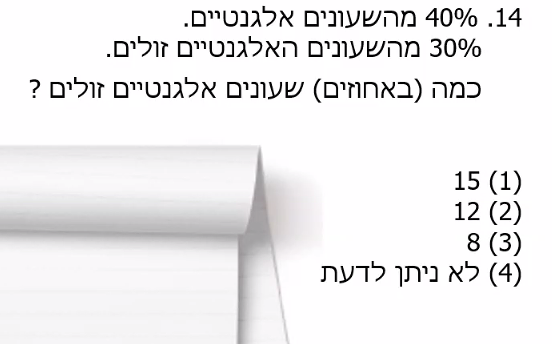 14. 40% מהשעונים אלגנטיים.
30% מהשעונים האלגנטיים זולים.
כמה (באחוזים) שעונים אלגנטיים זולים ?
(1) 15
(2) 12
(3) 8
(4) לא ניתן לדעת